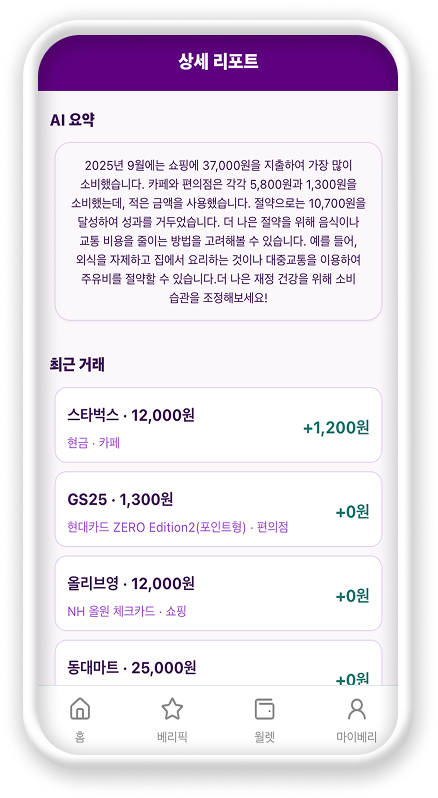 상세 리포트
AI 요약
2025년 9월에는 쇼핑에 37,000원을 지출하여 가장 많이
소비했습니다. 카페와 편의점은 각각 5,800원과 1,300원을
소비했는데, 적은 금액을 사용했습니다. 절약으로는 10,700원을
달성하여 성과를 거두었습니다. 더 나은 절약을 위해 음식이나
교통 비용을 줄이는 방법을 고려해볼 수 있습니다. 예를 들어,
외식을 자제하고 집에서 요리하는 것이나 대중교통을 이용하여
주유비를 절약할 수 있습니다.더 나은 재정 건강을 위해 소비
습관을 조정해보세요!
최근 거래
스타벅스 · 12,000원
+1,200원
현금 · 카페
GS25 · 1,300원
+0원
현대카드 ZERO Edition2(포인트형) · 편의점
올리브영 · 12,000원
+0원
NH 올원 체크카드 · 쇼핑
동대마트 · 25,000원
+0원
홈
베리픽
월렛
마이베리